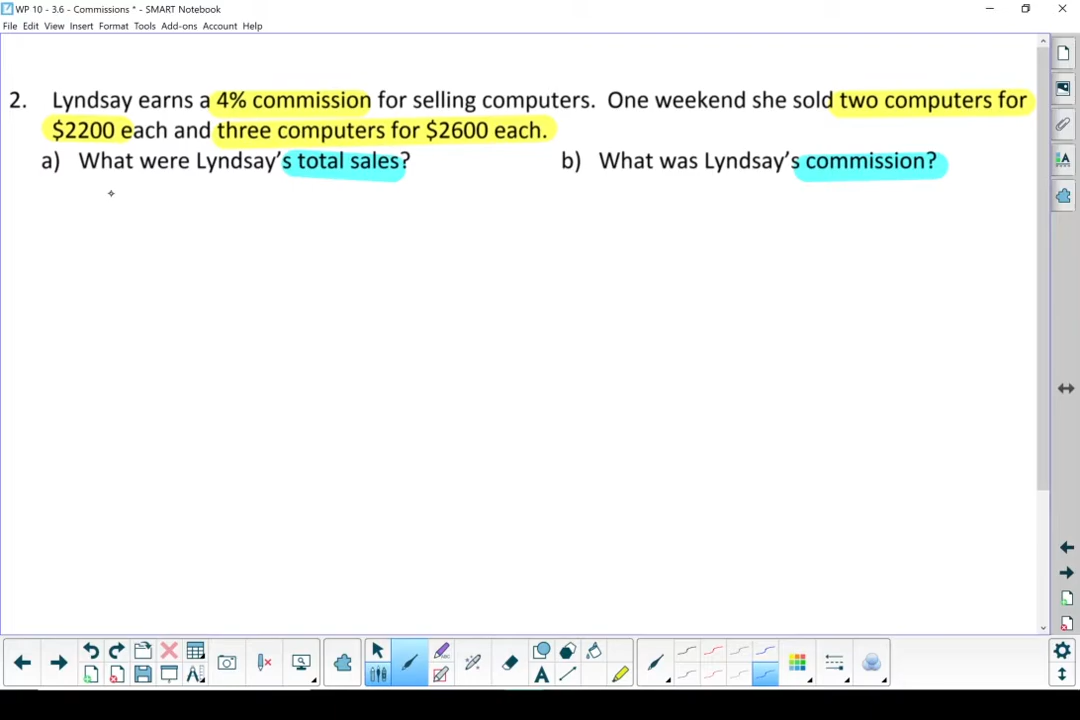 WP 10 - 3.6 - Commissions * - SMART Notebook
File Edit View Insert Format Tools Add-ons Account Help
2. Lyndsay earns a 4% commission for selling computers. One weekend she sold two computers for
$2200 each and three computers for $2600 each.
a) What were Lyndsay's total sales? b) What was Lyndsay's commission?